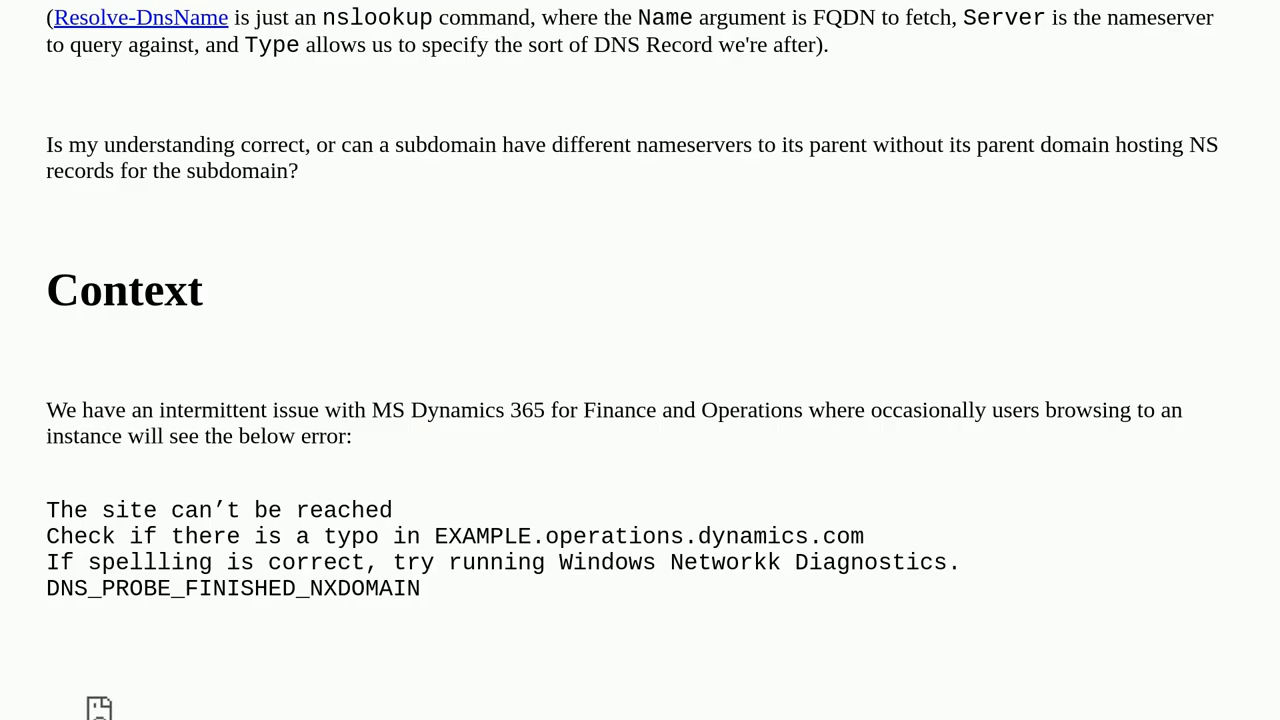 (Resolve-DnsName is just an nslookup command, where the Name argument is FQDN to fetch, Server is the nameserver
to query against, and Type allows us to specify the sort of DNS Record we're after).
Is my understanding correct, or can a subdomain have different nameservers to its parent without its parent domain hosting NS
records for the subdomain?
Context
We have an intermittent issue with MS Dynamics 365 for Finance and Operations where occasionally users browsing to an
instance will see the below error:
The site can’t be reached
Check if there is a typo in EXAMPLE.operations.dynamics.com
If spellling is correct, try running Windows Networkk Diagnostics.
DNS_PROBE_FINISHED_NXDOMAIN